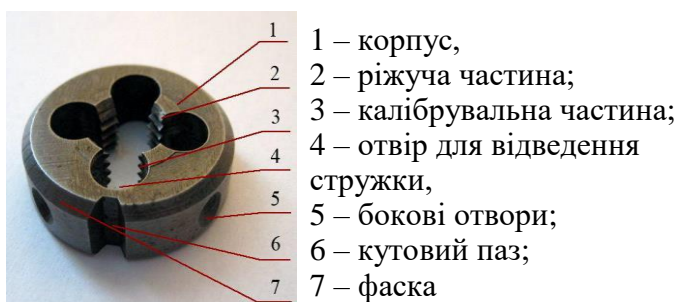 1
2
3
4
5
6
7
1 – корпус,
2 – ріжуча частина;
3 – калібрувальна частина;
4 – отвір для відведення
стружки,
5 – бокові отвори;
6 – кутовий паз;
7 – фаска